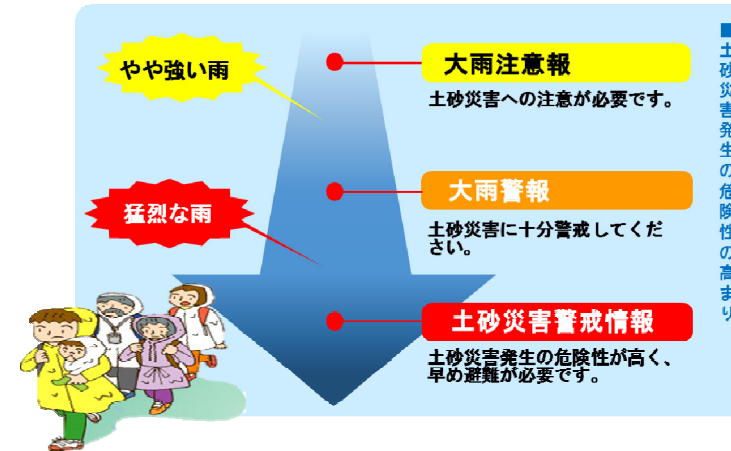 やや強い雨
大雨注意報
土砂災害への注意が必要です。
猛烈な雨
大雨警報
土砂災害に十分警戒してくだ
さい。
土砂災害警戒情報
土砂災害発生の危険性が高く、
早め避難が必要です。
■土砂災害発生の危険性の高まり